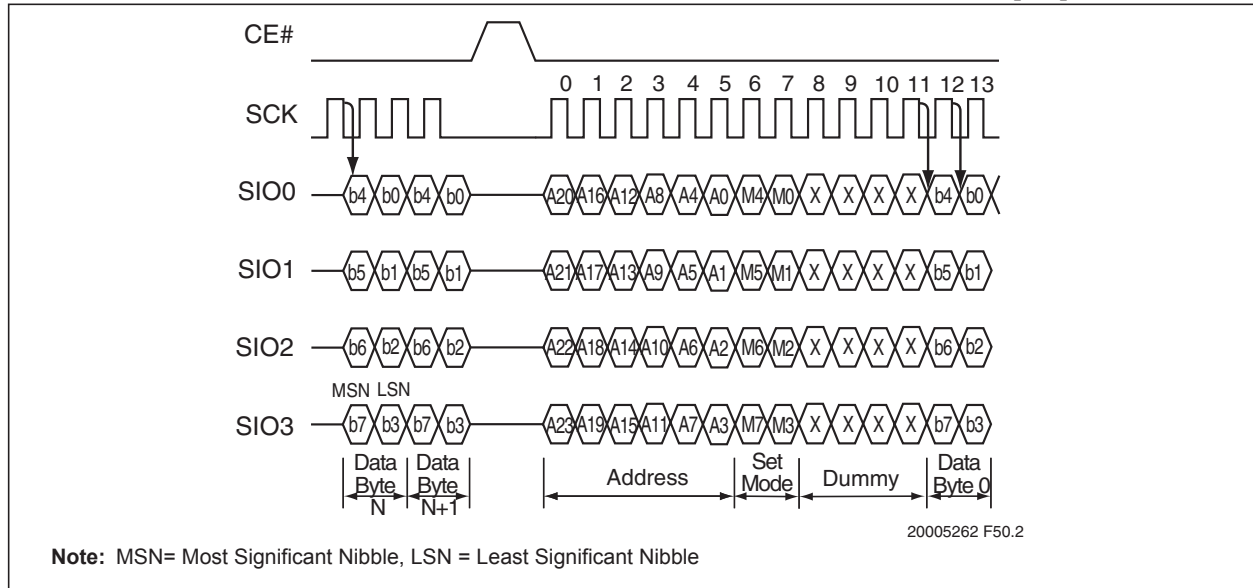 CE#
0 1 2 3 4 5 6 7 8 9 10 11 12 13
SCK
SIO0 b4 b0 b4 b0 A20 A16 A12 A8 A4 A0 M4 M0 X X X X b4 b0
SIO1 b5 b1 b5 b1 A21 A17 A13 A9 A5 A1 M5 M1 X X X X b5 b1
SIO2 b6 b2 b6 b2 A22 A18 A14 A10 A6 A2 M6 M2 X X X X b6 b2
MSN LSN
SIO3 b7 b3 b7 b3 A23 A19 A15 A11 A7 A3 M7 M3 X X X X b7 b3
Data Byte N
Data Byte N+1
Address
Set Mode
Dummy
Data Byte 0
20005262 F50.2
Note: MSN= Most Significant Nibble, LSN = Least Significant Nibble